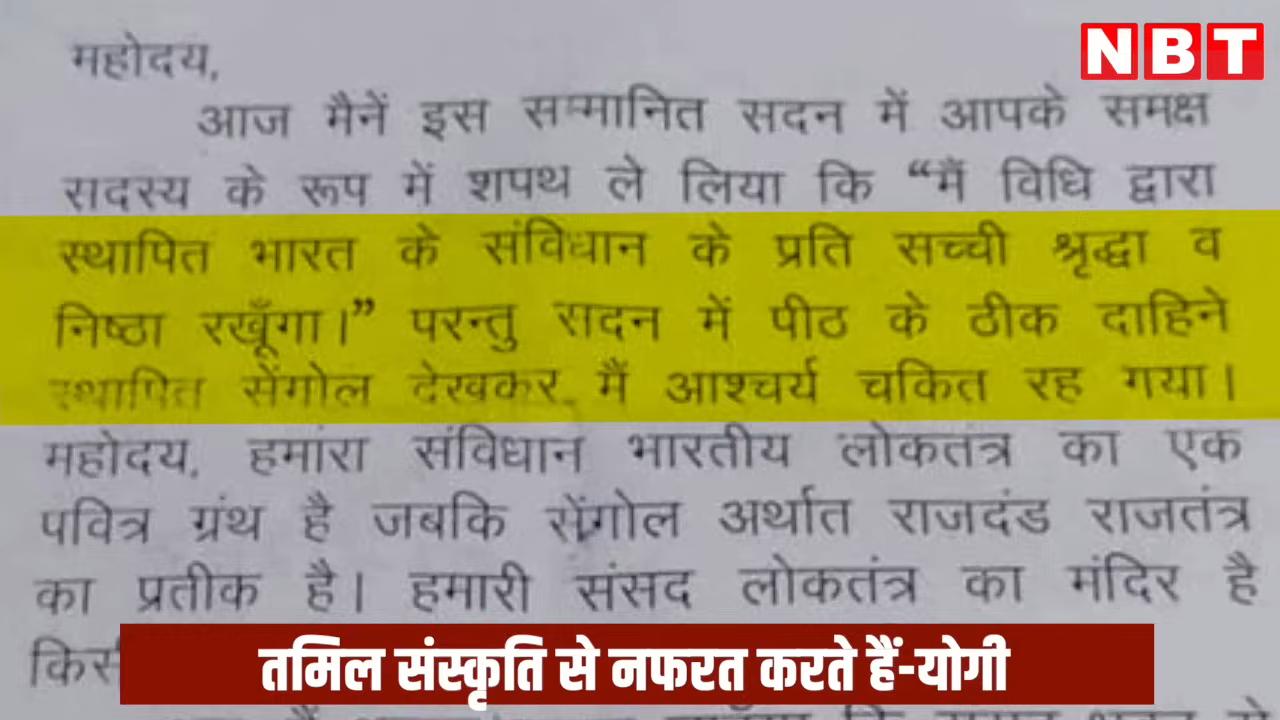 NBT
महोदय,
आज मैनें इस सम्मानित सदन में आपके समक्ष
सदस्य के रूप में शपथ ले लिया कि “मैं विधि द्वारा
स्थापित भारत के संविधान के प्रति सच्ची श्रृद्धा व
निष्ठा रखूँगा।” परन्तु सदन में पीठ के ठीक दाहिने
स्थापित सेंगोल देखकर मैं आश्चर्य चकित रह गया।
महोदय, हमांरा संविधान भारतीय लोकतंत्र का एक
पवित्र ग्रंथ है जबकि सेंगोल अर्थात राजदंड राजतंत्र
का प्रतीक है। हमारी संसद लोकतंत्र का मंदिर है
तमिल संस्कृति से नफरत करते हैं-योगी